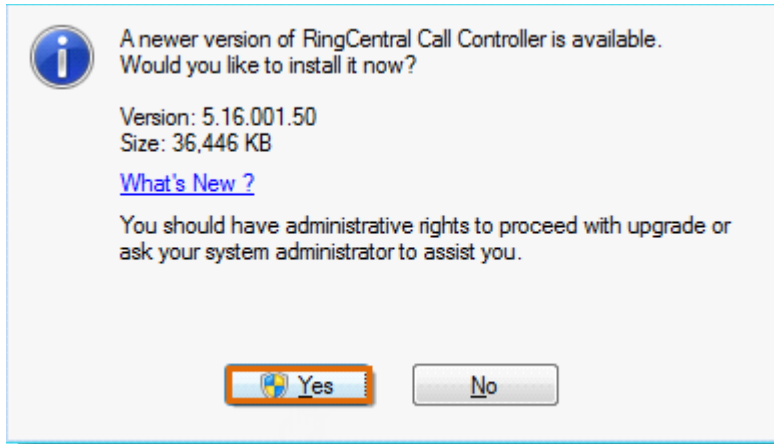 A newer version of RingCentral Call Controller is available.
Would you like to install it now?
Version: 5.16.001.50
Size: 36,446 KB
What's New ?
You should have administrative rights to proceed with upgrade or
ask your system administrator to assist you.
Yes
No